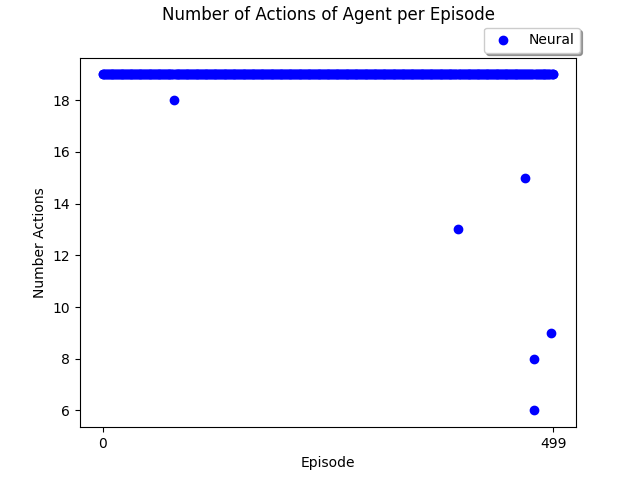 Number of Actions of Agent per Episode
Neural
18
16
14
12
10
8
6
Number Actions
0
499
Episode